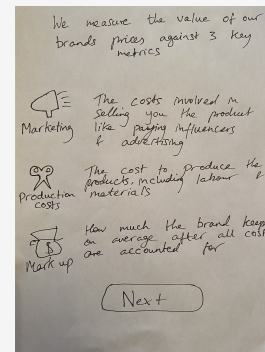 We measure the value of our
brands prices against 3 key
metrics
The costs involved in
selling you the product
like paying influencers
& advertising
Marketing
The cost to produce the
products, including labour &
materials
Production
costs
How much the brand keeps
on average after all cost
are accounted for
$
Mark up
Next